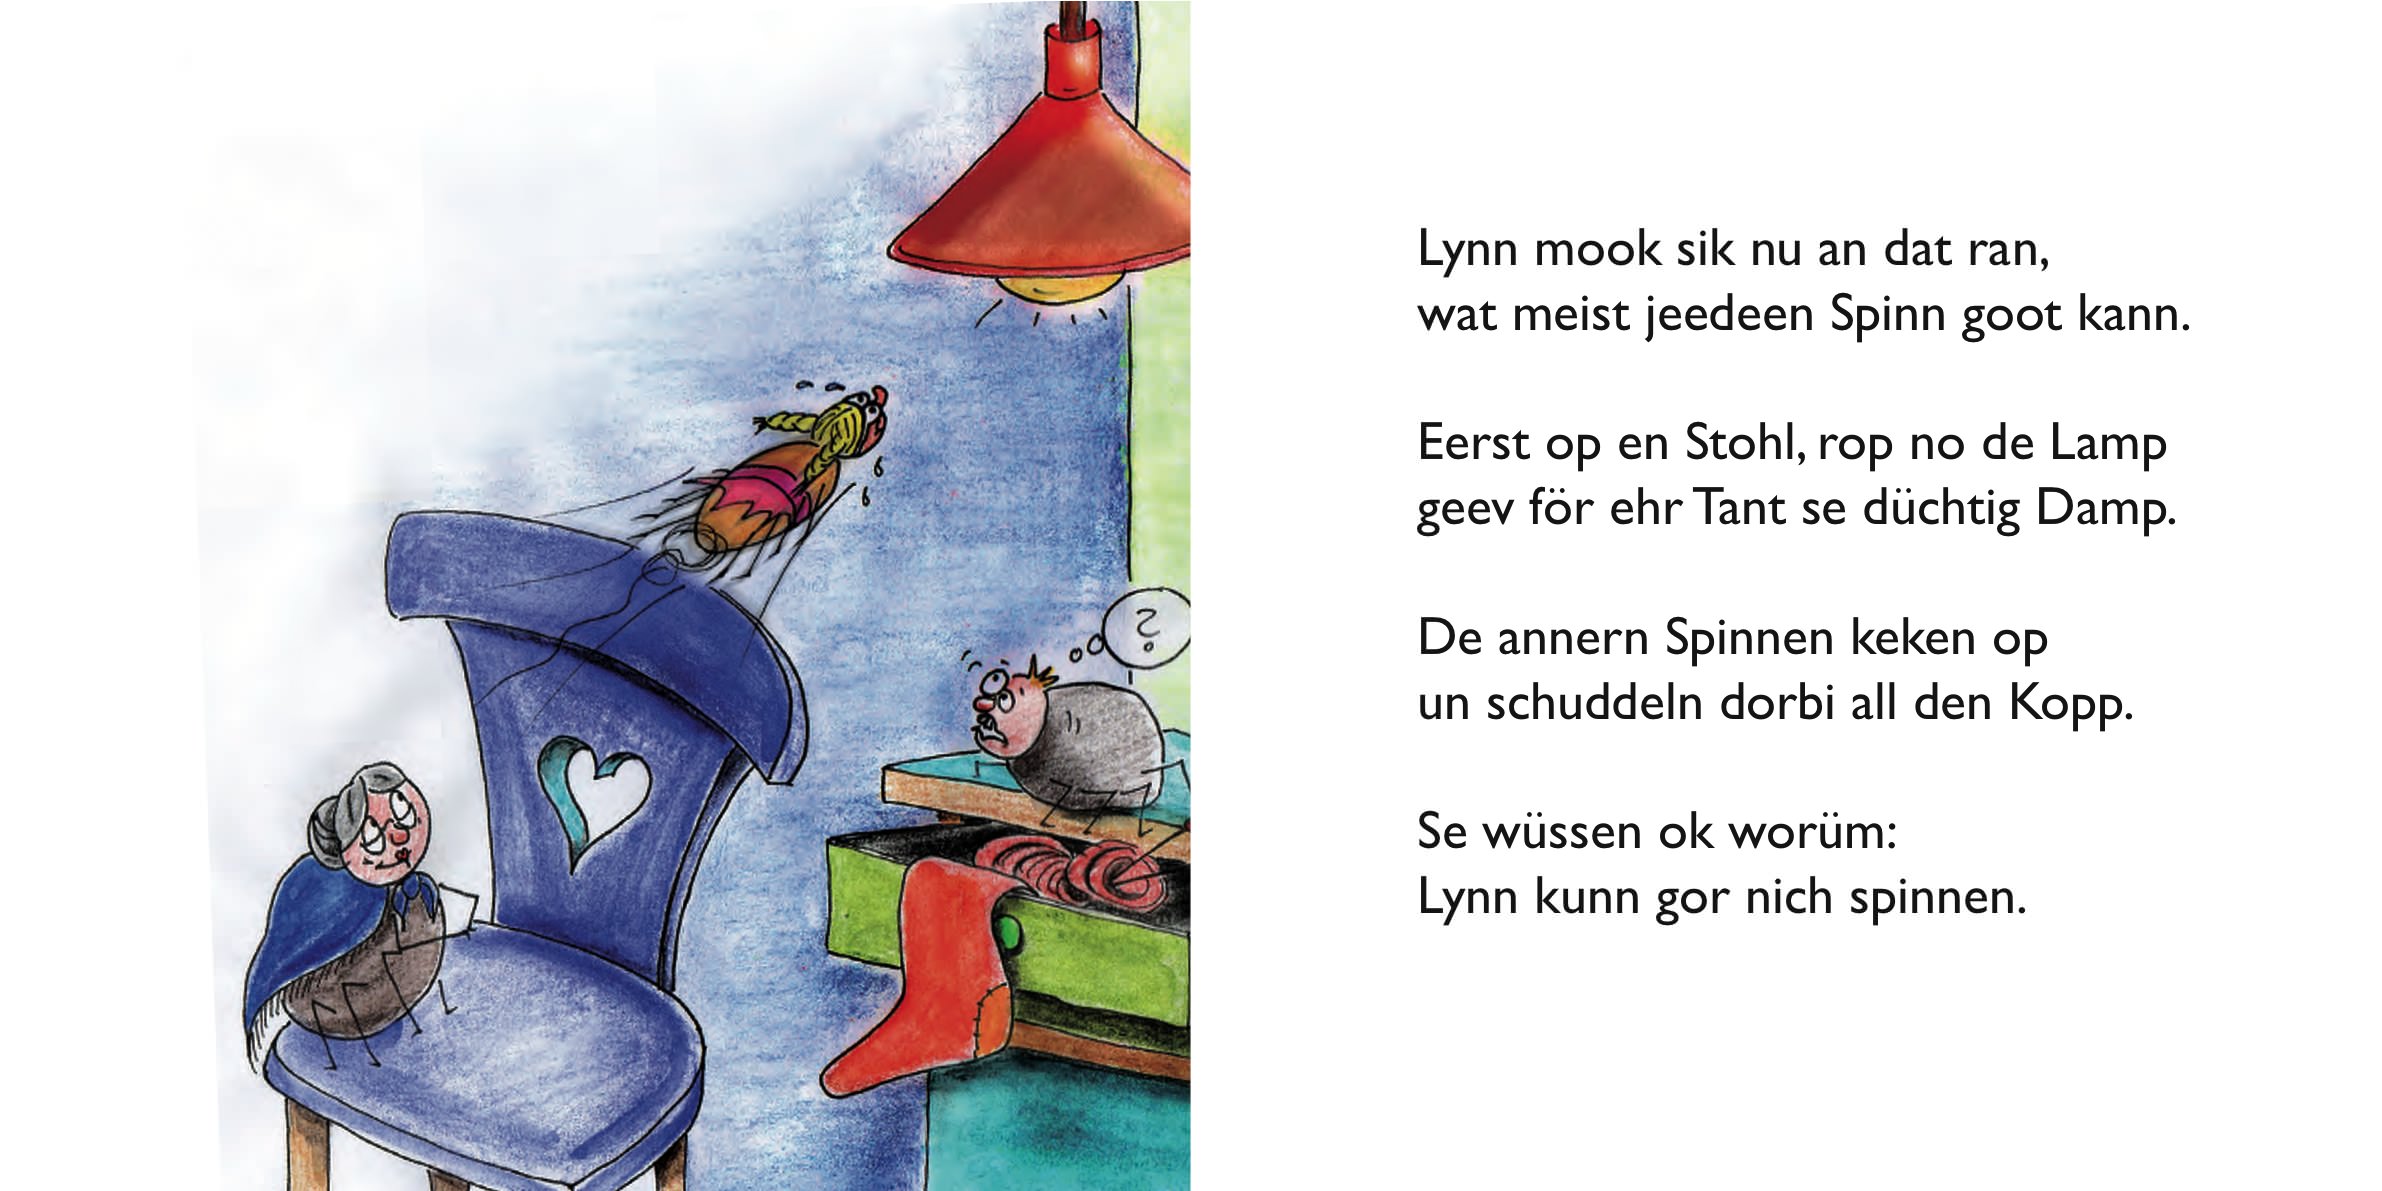 ?
Lynn mook sik nu an dat ran,
wat meist jeedeen Spinn goot kann.
Eerst op en Stohl, rop no de Lamp
geev för ehr Tant se düchtig Damp.
De annern Spinnen keken op
un schuddeln dorbi all den Kopp.
Se wüssen ok worüm:
Lynn kunn gor nich spinnen.